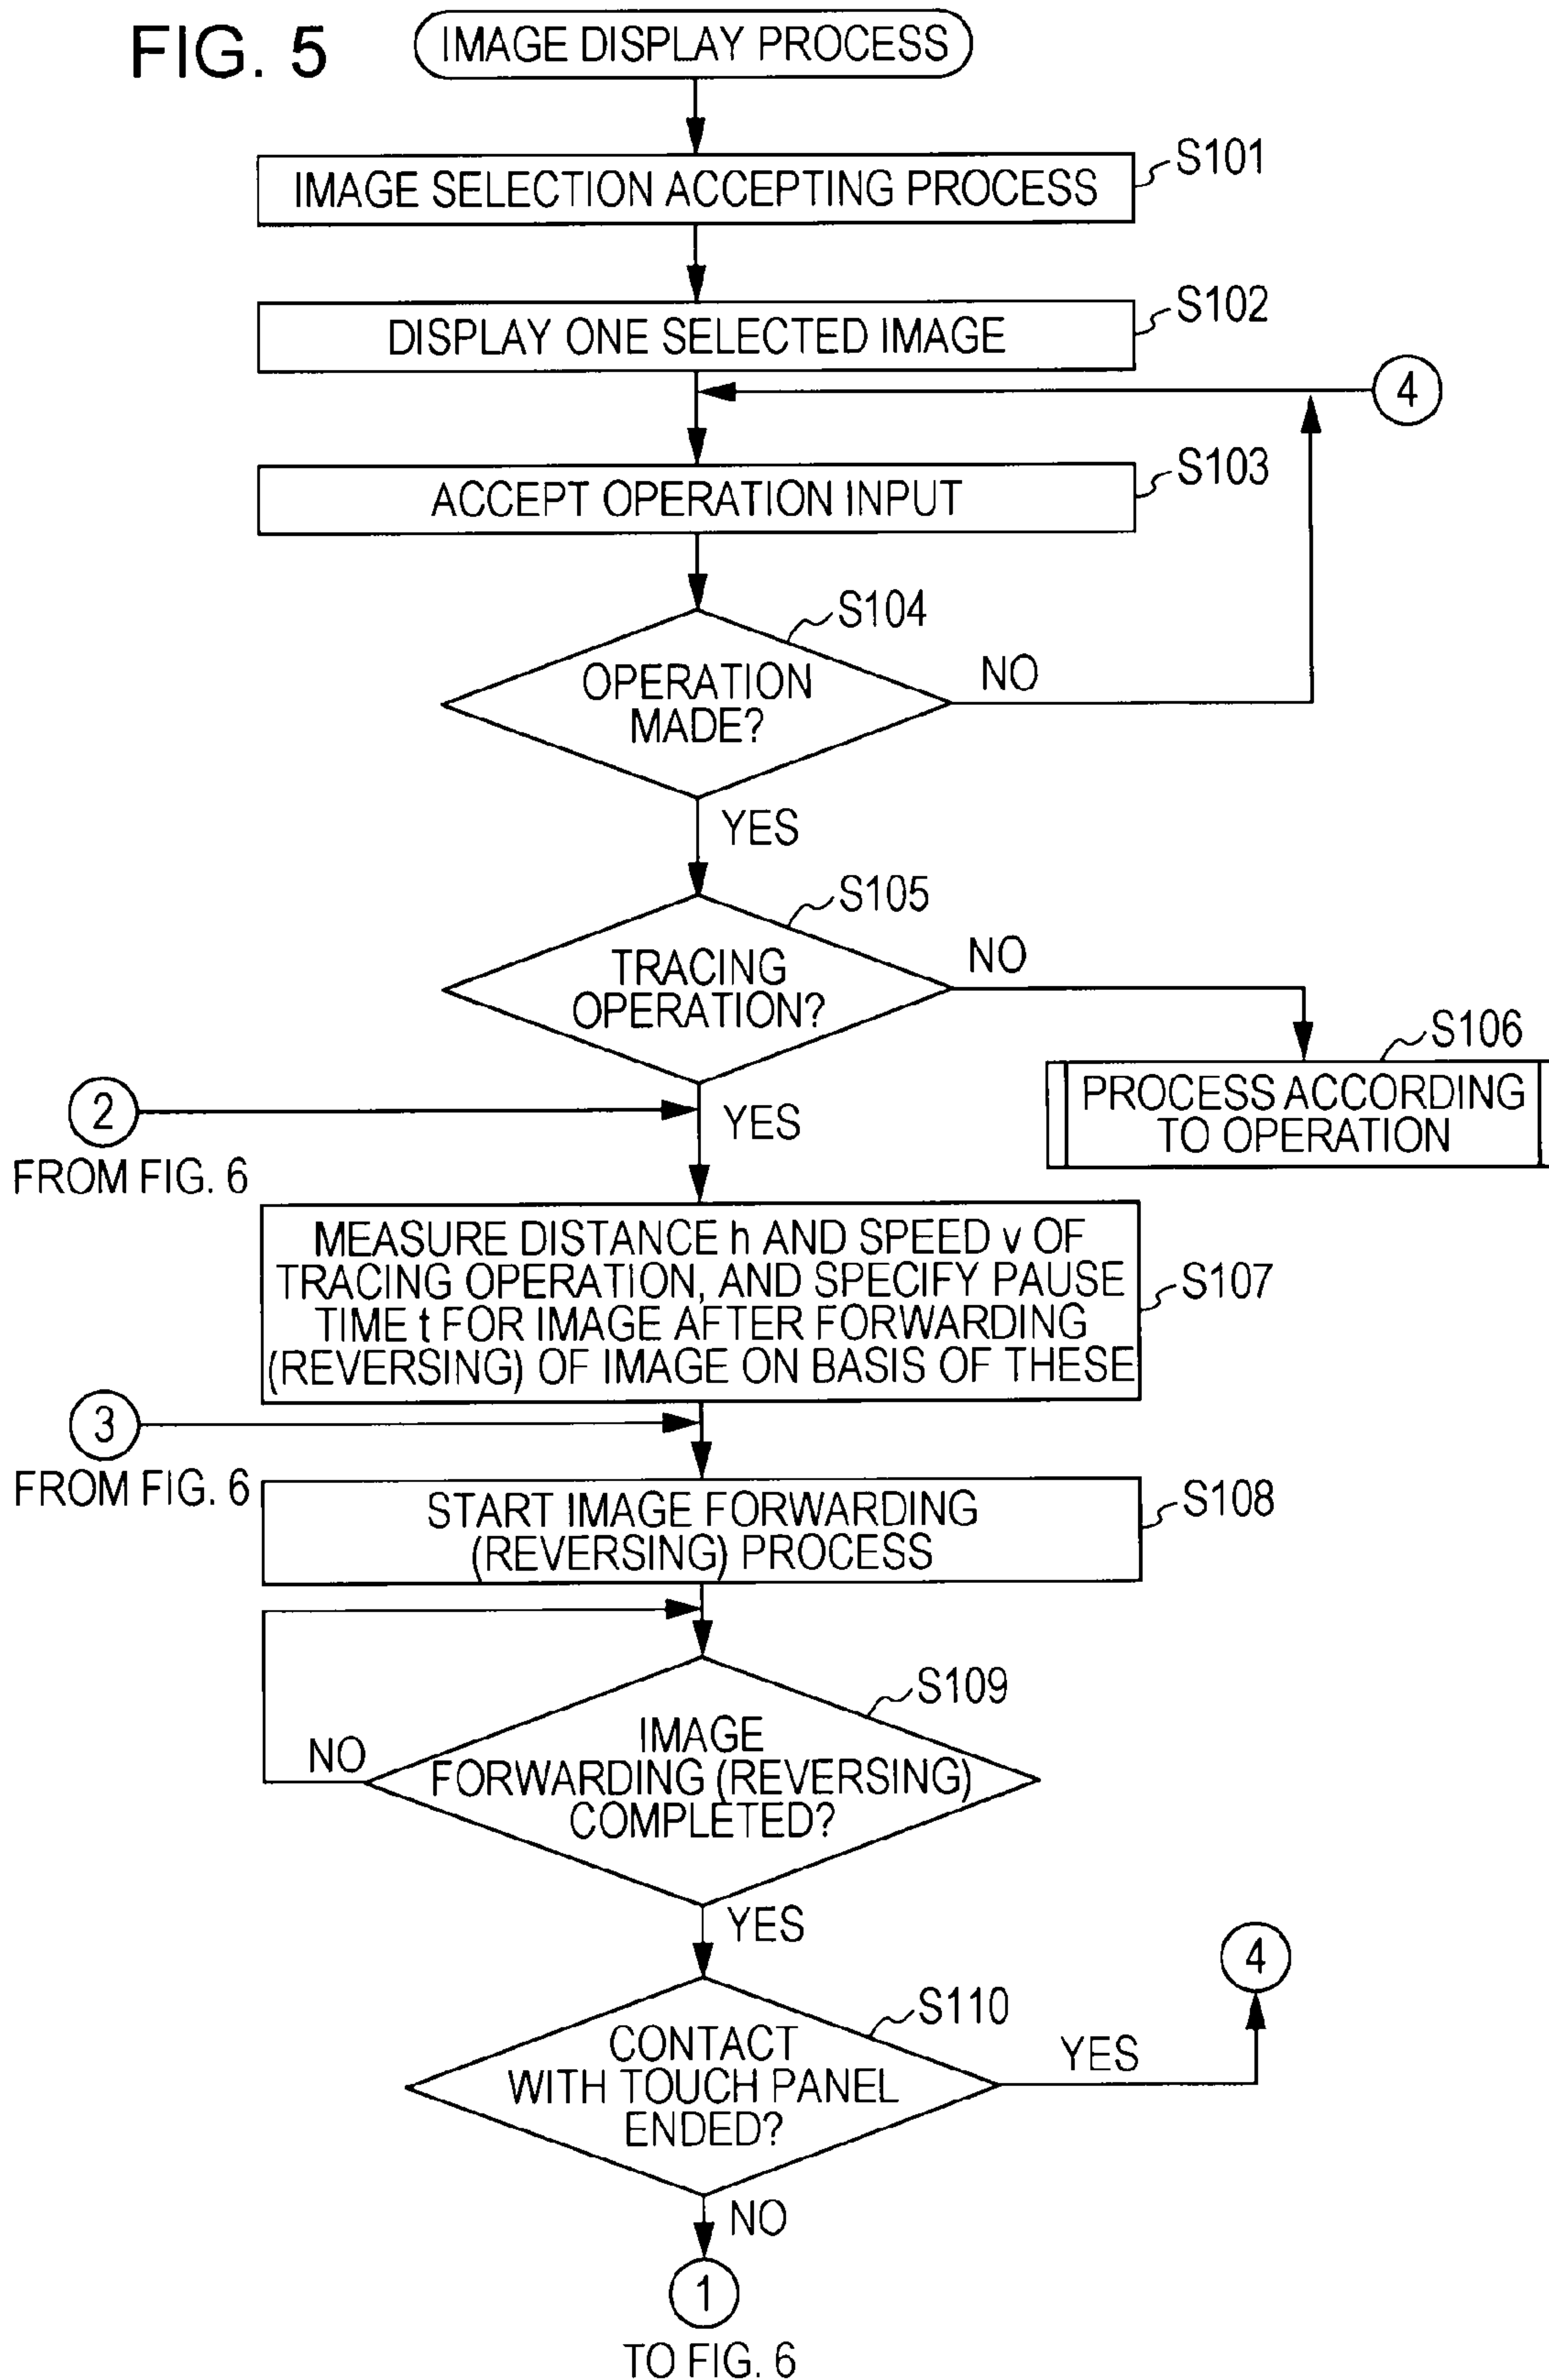 FIG. 5
IMAGE DISPLAY PROCESS
S101
IMAGE SELECTION ACCEPTING PROCESS
S102
DISPLAY ONE SELECTED IMAGE
4
S103
ACCEPT OPERATION INPUT
S104
OPERATION
MADE?
NO
YES
S105
TRACING
OPERATION?
NO
S106
PROCESS ACCORDING
TO OPERATION
2
FROM FIG. 6
YES
MEASURE DISTANCE h AND SPEED v OF
TRACING OPERATION, AND SPECIFY PAUSE
TIME t FOR IMAGE AFTER FORWARDING
(REVERSING) OF IMAGE ON BASIS OF THESE
S107
3
FROM FIG. 6
START IMAGE FORWARDING
(REVERSING) PROCESS
S108
S109
IMAGE
FORWARDING (REVERSING)
COMPLETED?
NO
YES
4
S110
CONTACT
WITH TOUCH PANEL
ENDED?
YES
NO
1
TO FIG. 6